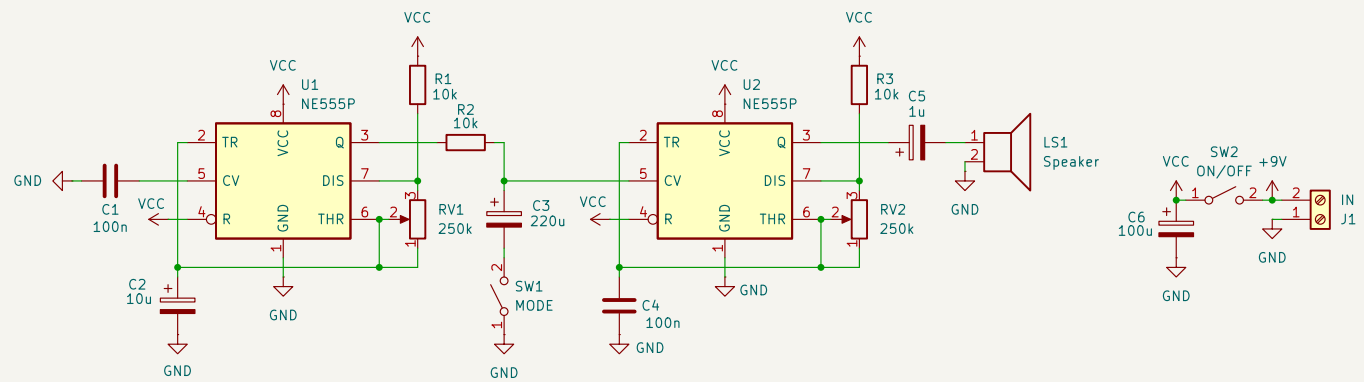 VCC
VCC
U1
NE555P
8
R1
10k
R2
10k
2
TR
VCC
Q
3
GND
C1
100n
5
CV
DIS
7
VCC
4
R
GND
THR
6
2
3
1
RV1
250k
1
GND
C2
+
10u
GND
+
C3
220u
2
SW1
MODE
1
GND
VCC
VCC
U2
NE555P
8
R3
10k
2
TR
VCC
Q
3
5
CV
DIS
7
VCC
4
R
GND
THR
6
2
3
1
RV2
250k
1
GND
C4
100n
GND
C5
1u
+
1
2
LS1
Speaker
GND
SW2
ON/OFF
VCC
+9V
1
2
2
1
IN
J1
C6
100u
+
GND
GND